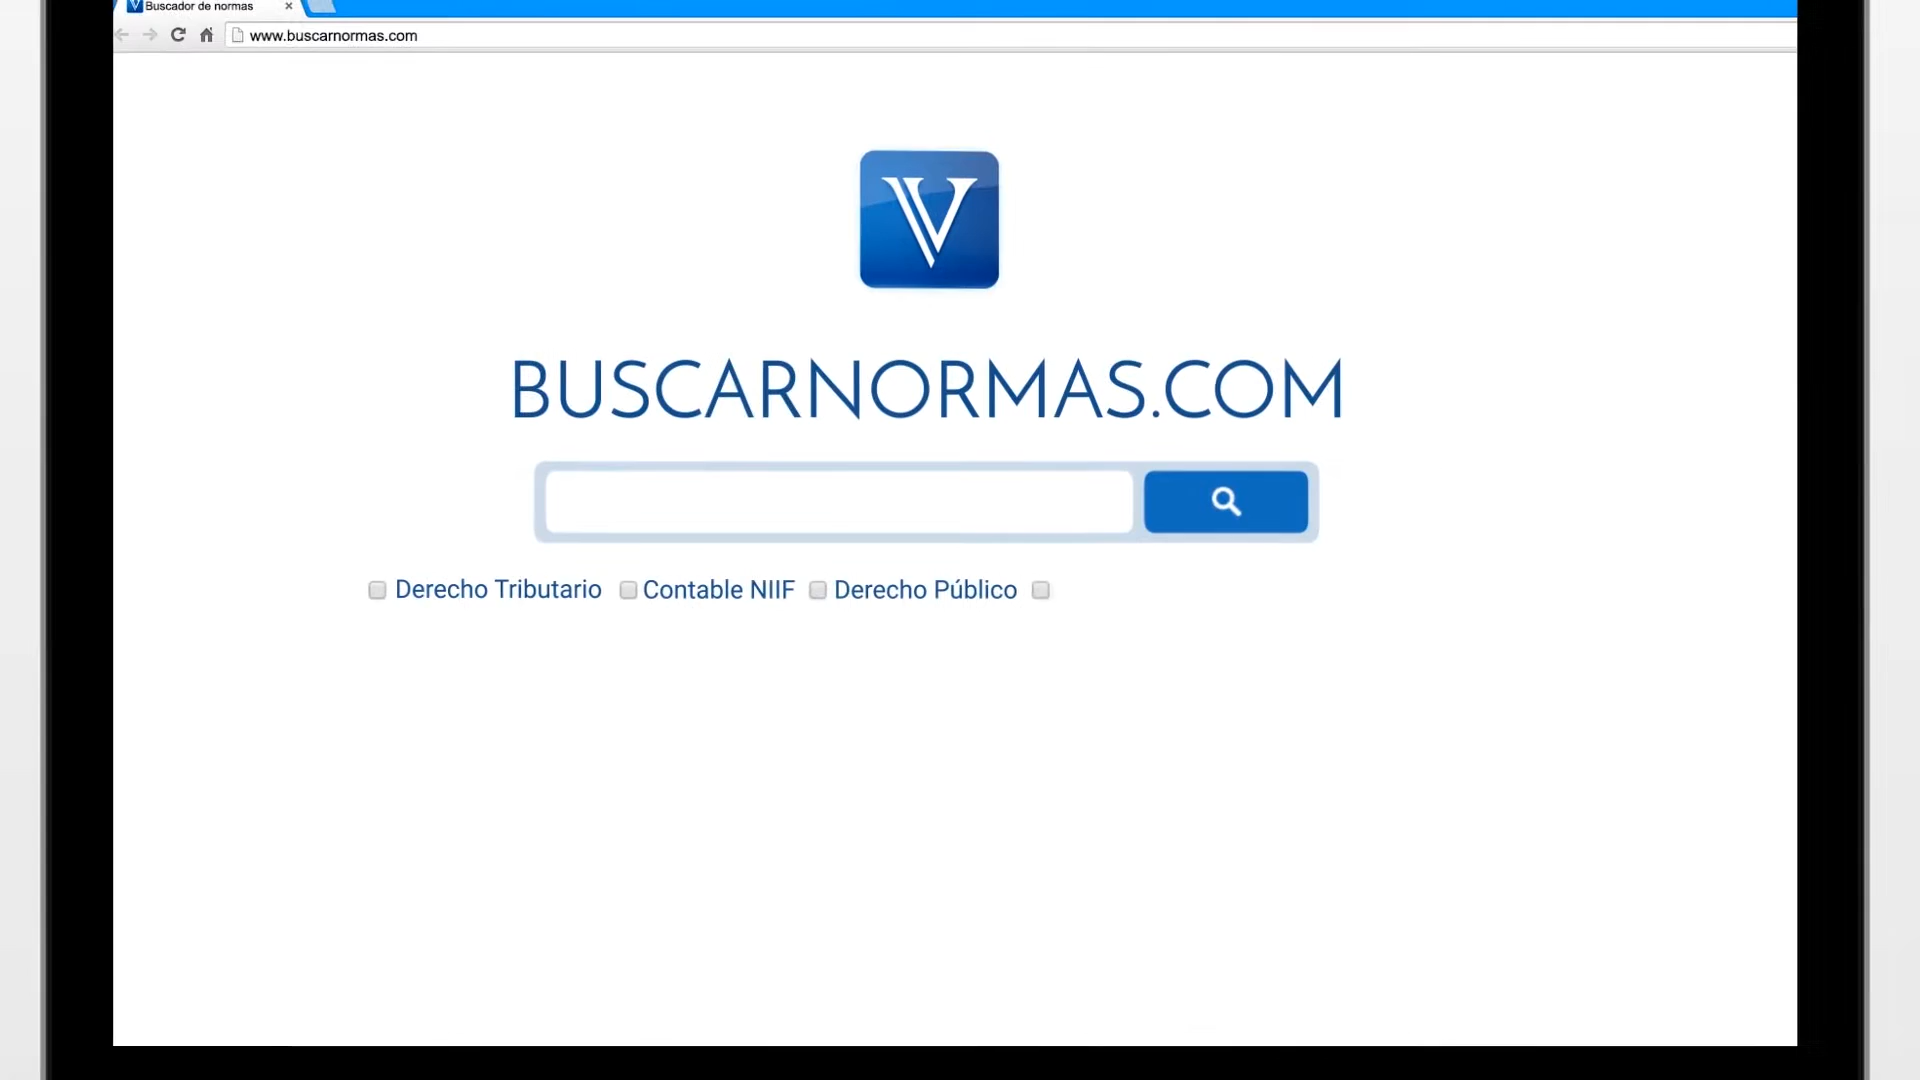 Buscador de normas
www.buscarnormas.com
V
BUSCARNORMAS.COM
Derecho Tributario Contable NIIF Derecho Público